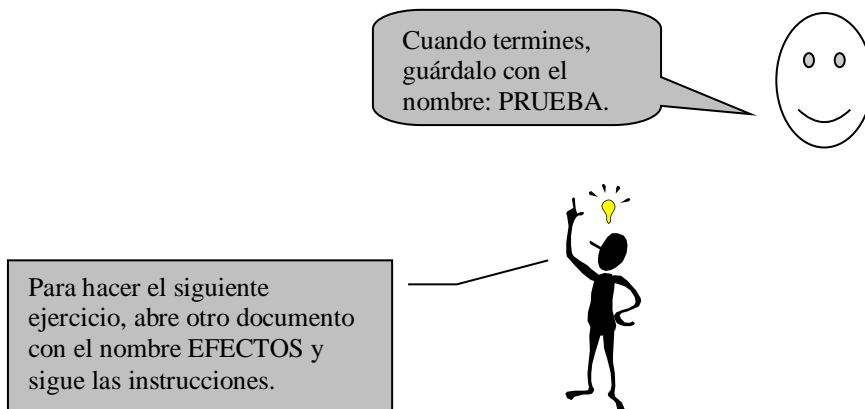 Cuando termines,
guárdalo con el
nombre: PRUEBA.
Para hacer el siguiente
ejercicio, abre otro documento
con el nombre EFECTOS y
sigue las instrucciones.